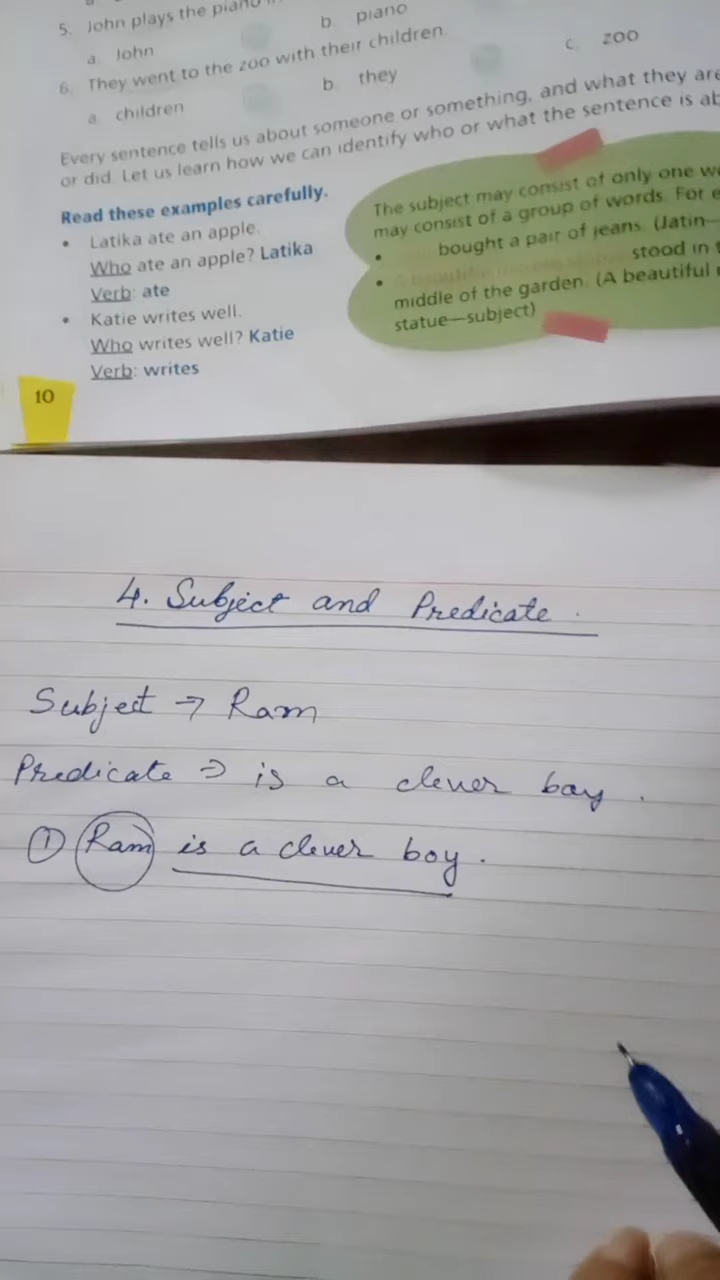 5. John plays the piano
a. John
b. piano
6. They went to the zoo with their children.
a. children
b. they
c. zoo
Every sentence tells us about someone or something, and what they are
or did. Let us learn how we can identify who or what the sentence is
Read these examples carefully.
• Latika ate an apple.
Who ate an apple? Latika
Verb: ate
• Katie writes well.
Who writes well? Katie
Verb: writes
The subject may consist of only one
may consist of a group of words. For
• bought a pair of jeans. (Jatin—
• stood in
middle of the garden. (A beautiful
statue—subject)
10
4. Subject and Predicate.
Subject → Ram
Predicate ⇒ is a clever bay.
① Ram is a clever boy.